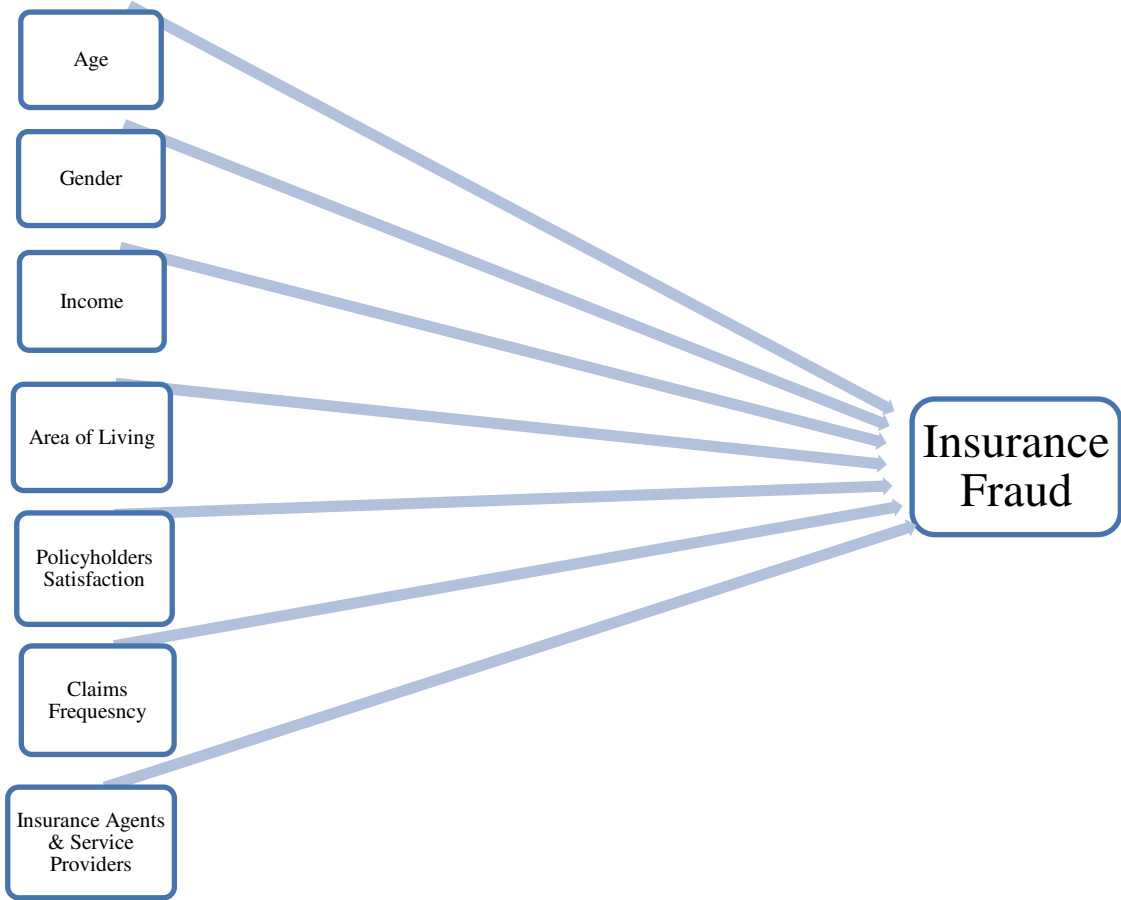 Age
Gender
Income
Area of Living
Policyholders
Satisfaction
Claims
Frequesncy
Insurance Agents
& Service
Providers
Insurance
Fraud